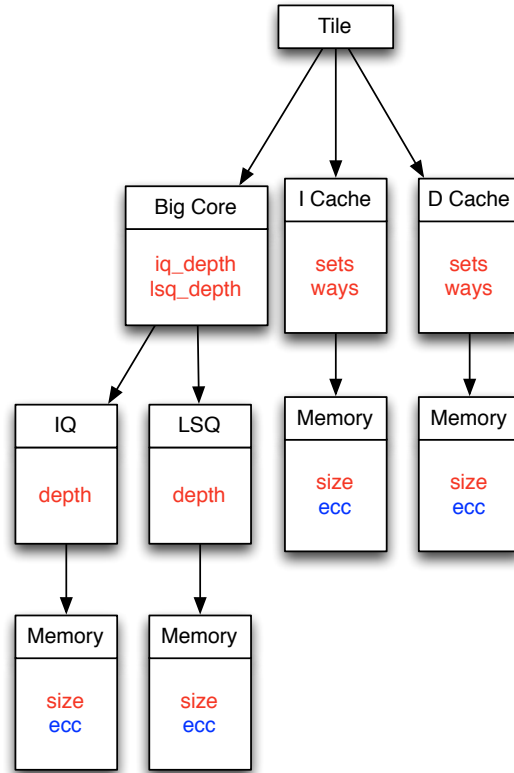 Tile
Big Core
iq_depth
lsq_depth
I Cache
sets
ways
D Cache
sets
ways
IQ
depth
LSQ
depth
Memory
size
ecc
Memory
size
ecc
Memory
size
ecc
Memory
size
ecc